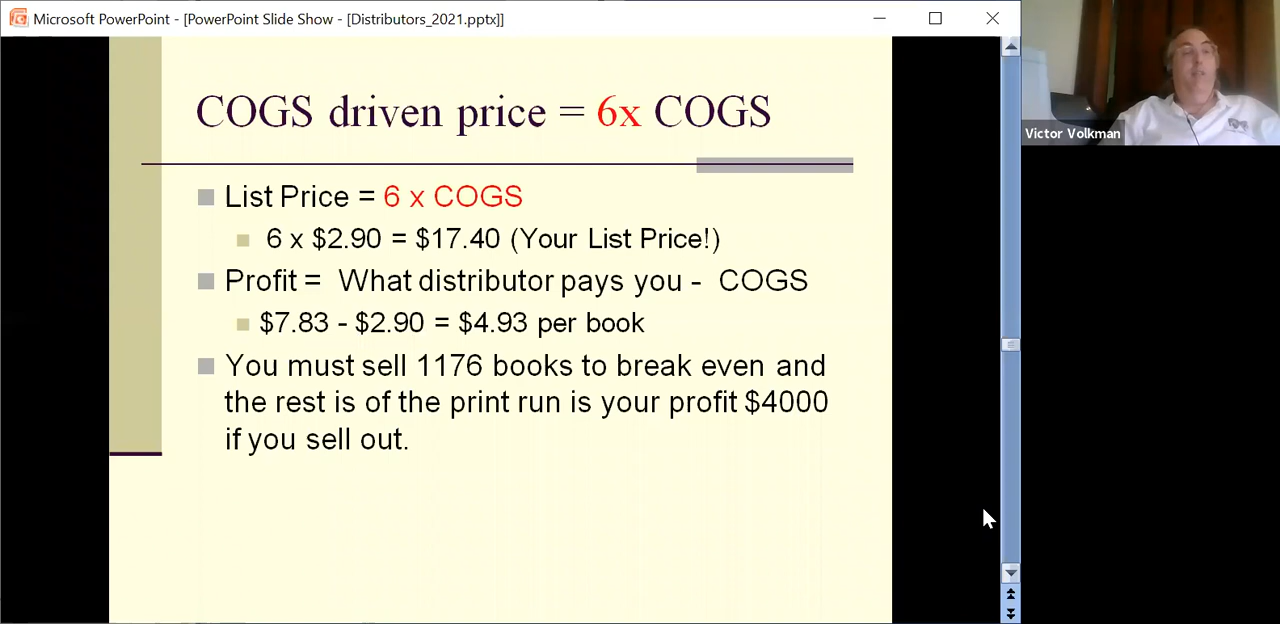 Microsoft PowerPoint - [PowerPoint Slide Show - [Distributors_2021.pptx]]
COGS driven price = 6x COGS
List Price = 6 x COGS
6 x $2.90 = $17.40 (Your List Price!)
Profit = What distributor pays you - COGS
$7.83 - $2.90 = $4.93 per book
You must sell 1176 books to break even and
the rest is of the print run is your profit $4000
if you sell out.
Victor Volkman